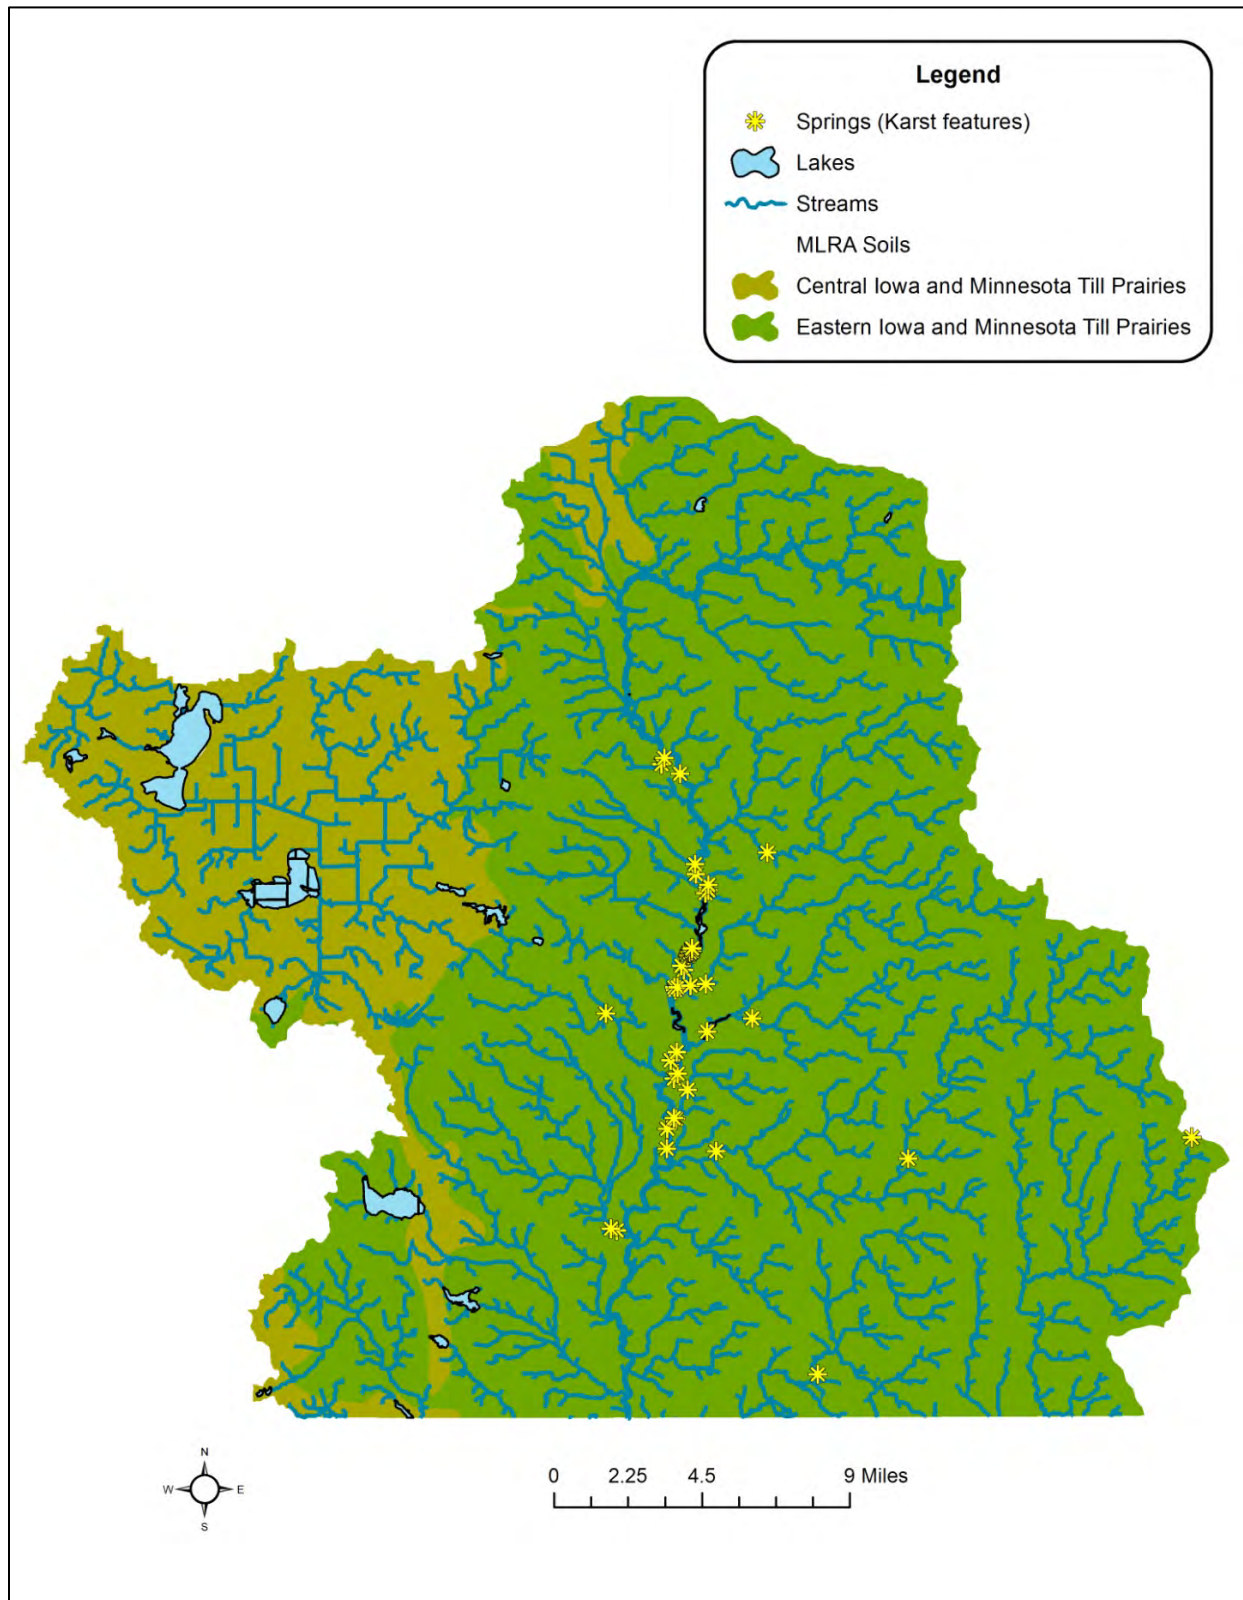 Legend
Springs (Karst features)
Lakes
Streams
MLRA Soils
Central Iowa and Minnesota Till Prairies
Eastern Iowa and Minnesota Till Prairies
N
W E
S
0 2.25 4.5 9 Miles